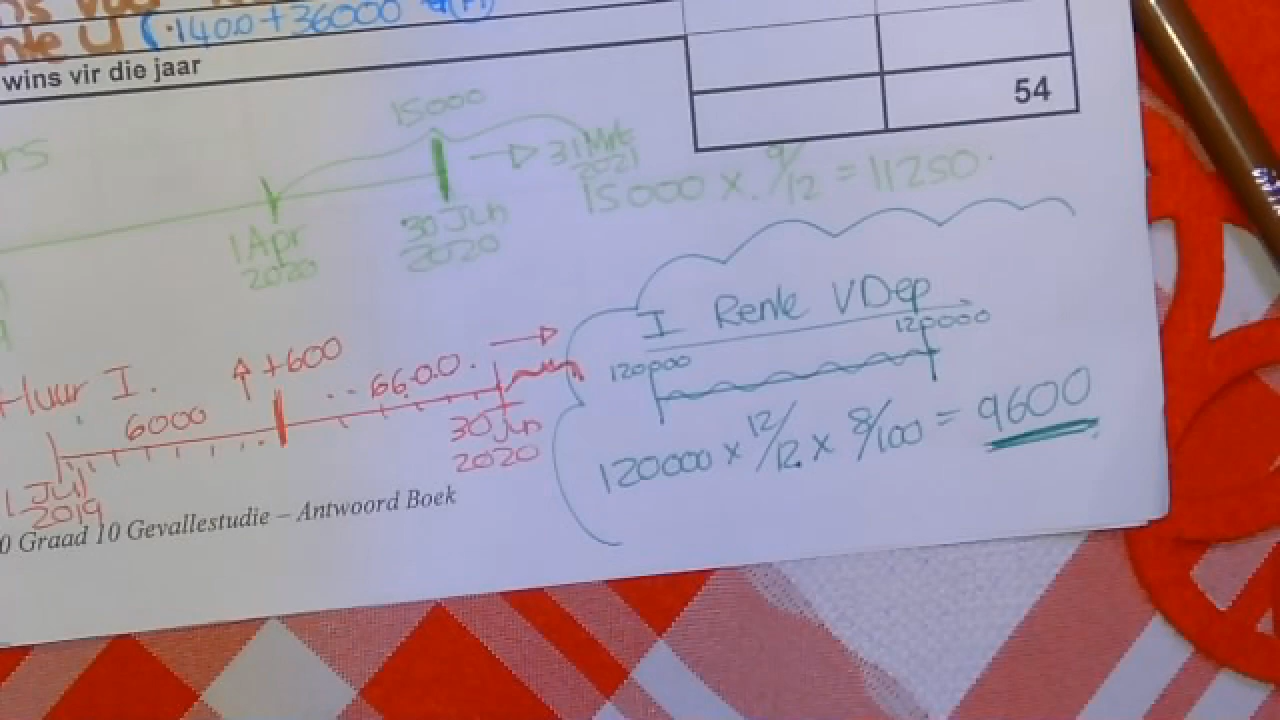 (·1400+36000
wins vir die jaar
54
15000
31 Mrt
2021
1 Apr
2020
30 Jun
2020
15000 x 9/12 = 11250.
I Rente VDep
120000 120000
120000 x 12/12 x 8/100 = 9600
Huur I.
↑ +600
6000
6600.
1 Jul
2019
30 Jun
2020
0 Graad 10 Gevallestudie – Antwoord Boek